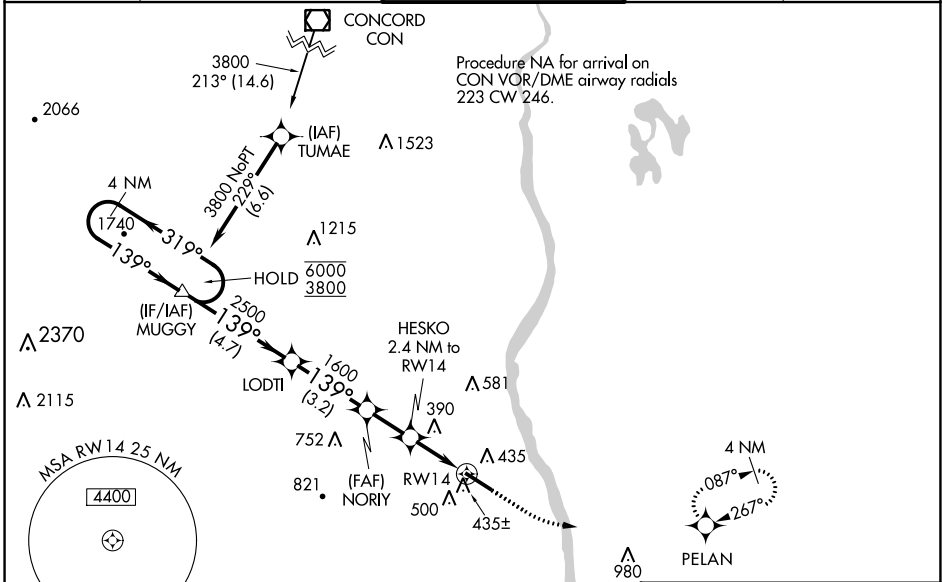 CONCORD
CON
3800
213° (14.6)
Procedure NA for arrival on
CON VOR/DME airway radials
223 CW 246.
2066
(IAF)
TUMAE
1523
3800 NoPT
229°
(6.6)
4 NM
1740
319°
139°
1215
HOLD
6000
3800
(IF/IAF)
MUGGY
2500
139°
(4.7)
2370
HESKO
2.4 NM to
RW14
LODTI
1600
139°
(3.2)
581
2115
390
752
435
MSA RW14 25 NM
4400
821
(FAF)
NORIY
RW14
500
435±
4 NM
087°
267°
PELAN
980